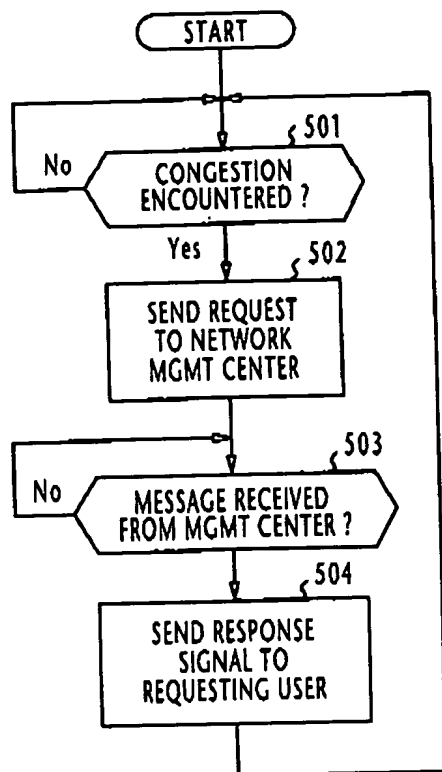 START
501
No
CONGESTION
ENCOUNTERED ?
Yes
502
SEND REQUEST
TO NETWORK
MGMT CENTER
503
No
MESSAGE RECEIVED
FROM MGMT CENTER ?
504
SEND RESPONSE
SIGNAL TO
REQUESTING USER